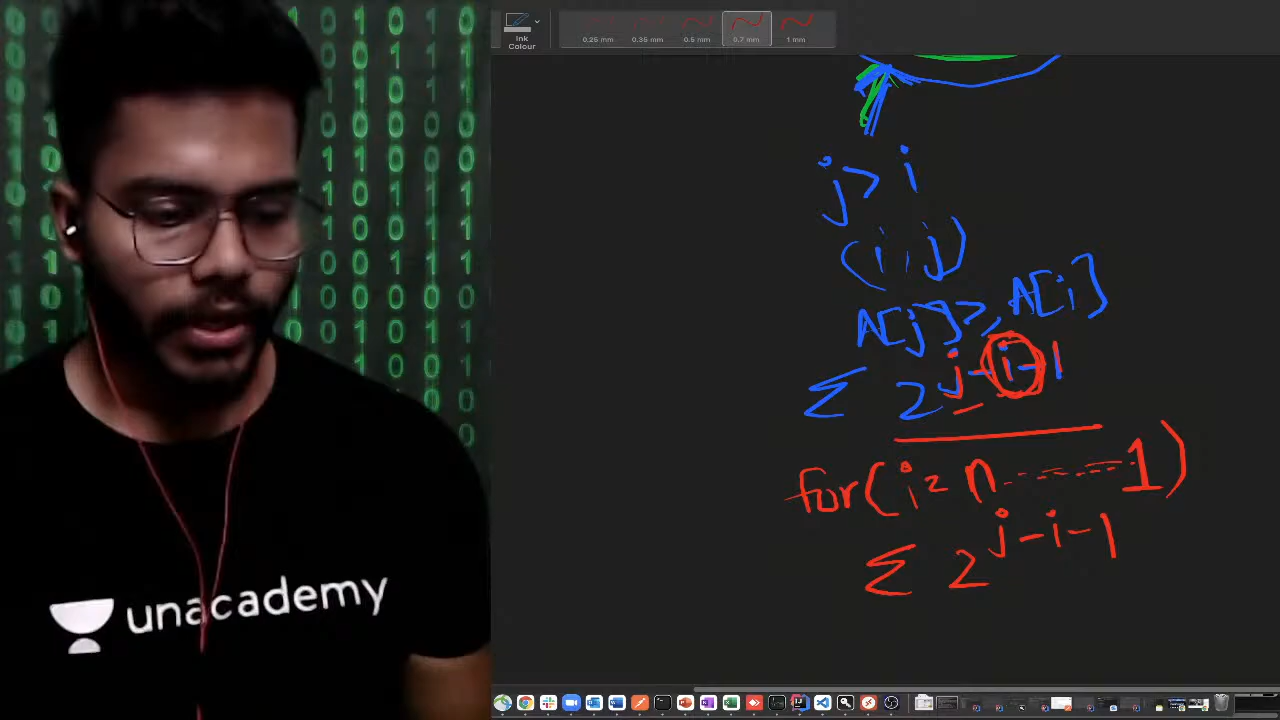 Ink
Colour
0.25 mm
0.35 mm
0.5 mm
0.7 mm
1 mm
j > i
(i, j)
A[j] >, A[i]
Σ 2^j-i-1
for(i = n ------- 1)
Σ 2^j-i-1
unacademy